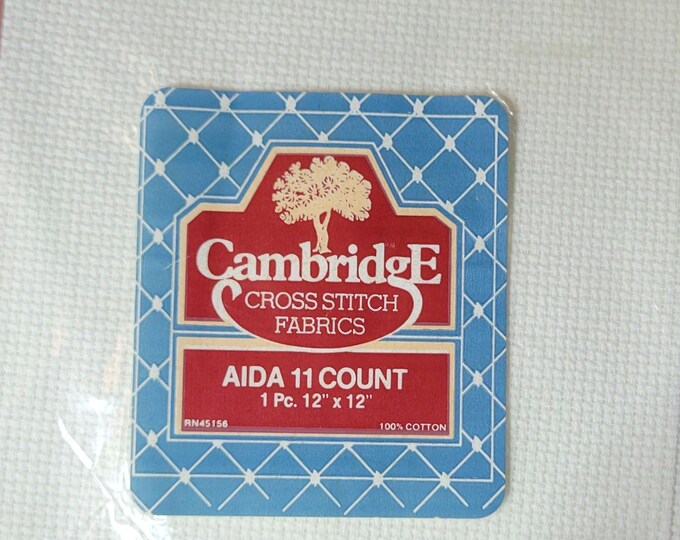 CambridgE
CROSS STITCH
FABRICS
AIDA 11 COUNT
1 Pc. 12" x 12"
RN45156 100% COTTON